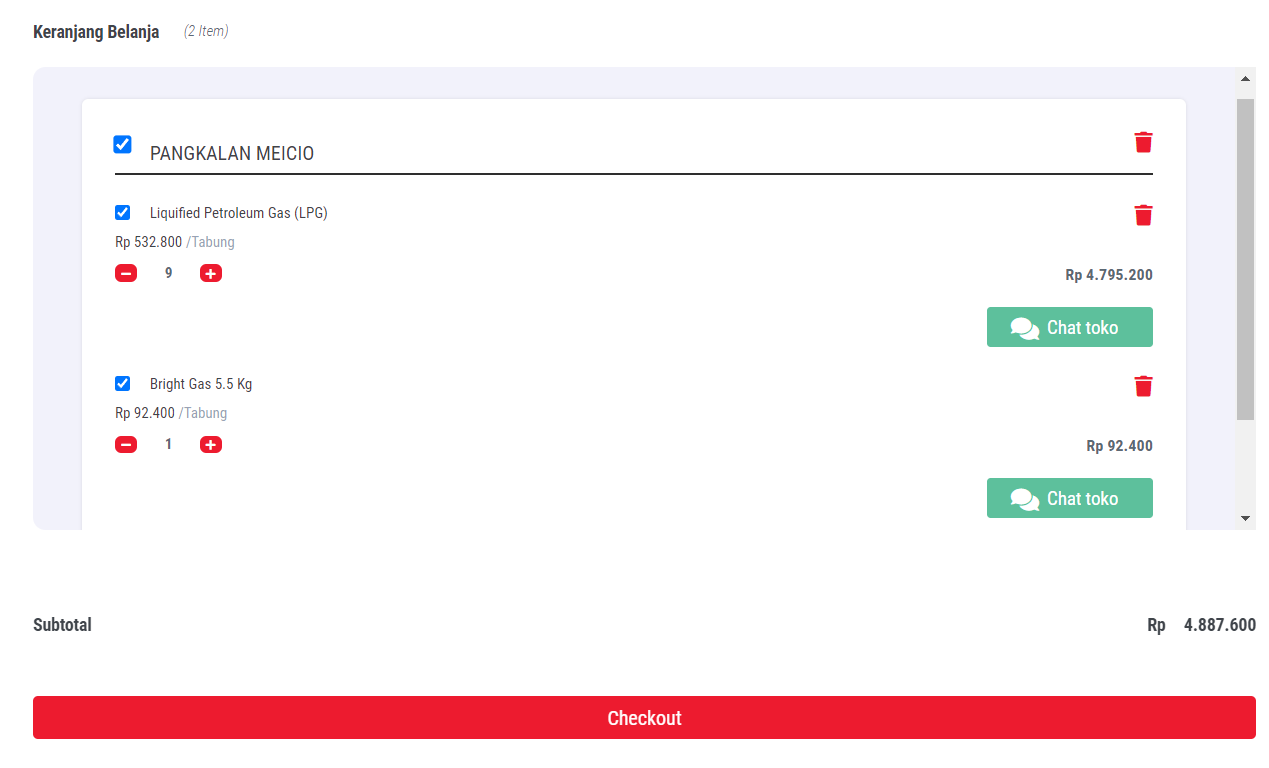 Keranjang Belanja (2 Item)
PANGKALAN MEICIO
Liquified Petroleum Gas (LPG)
Rp 532.800 /Tabung
9 Rp 4.795.200
Chat toko
Bright Gas 5.5 Kg
Rp 92.400 /Tabung
1 Rp 92.400
Chat toko
Subtotal Rp 4.887.600
Checkout